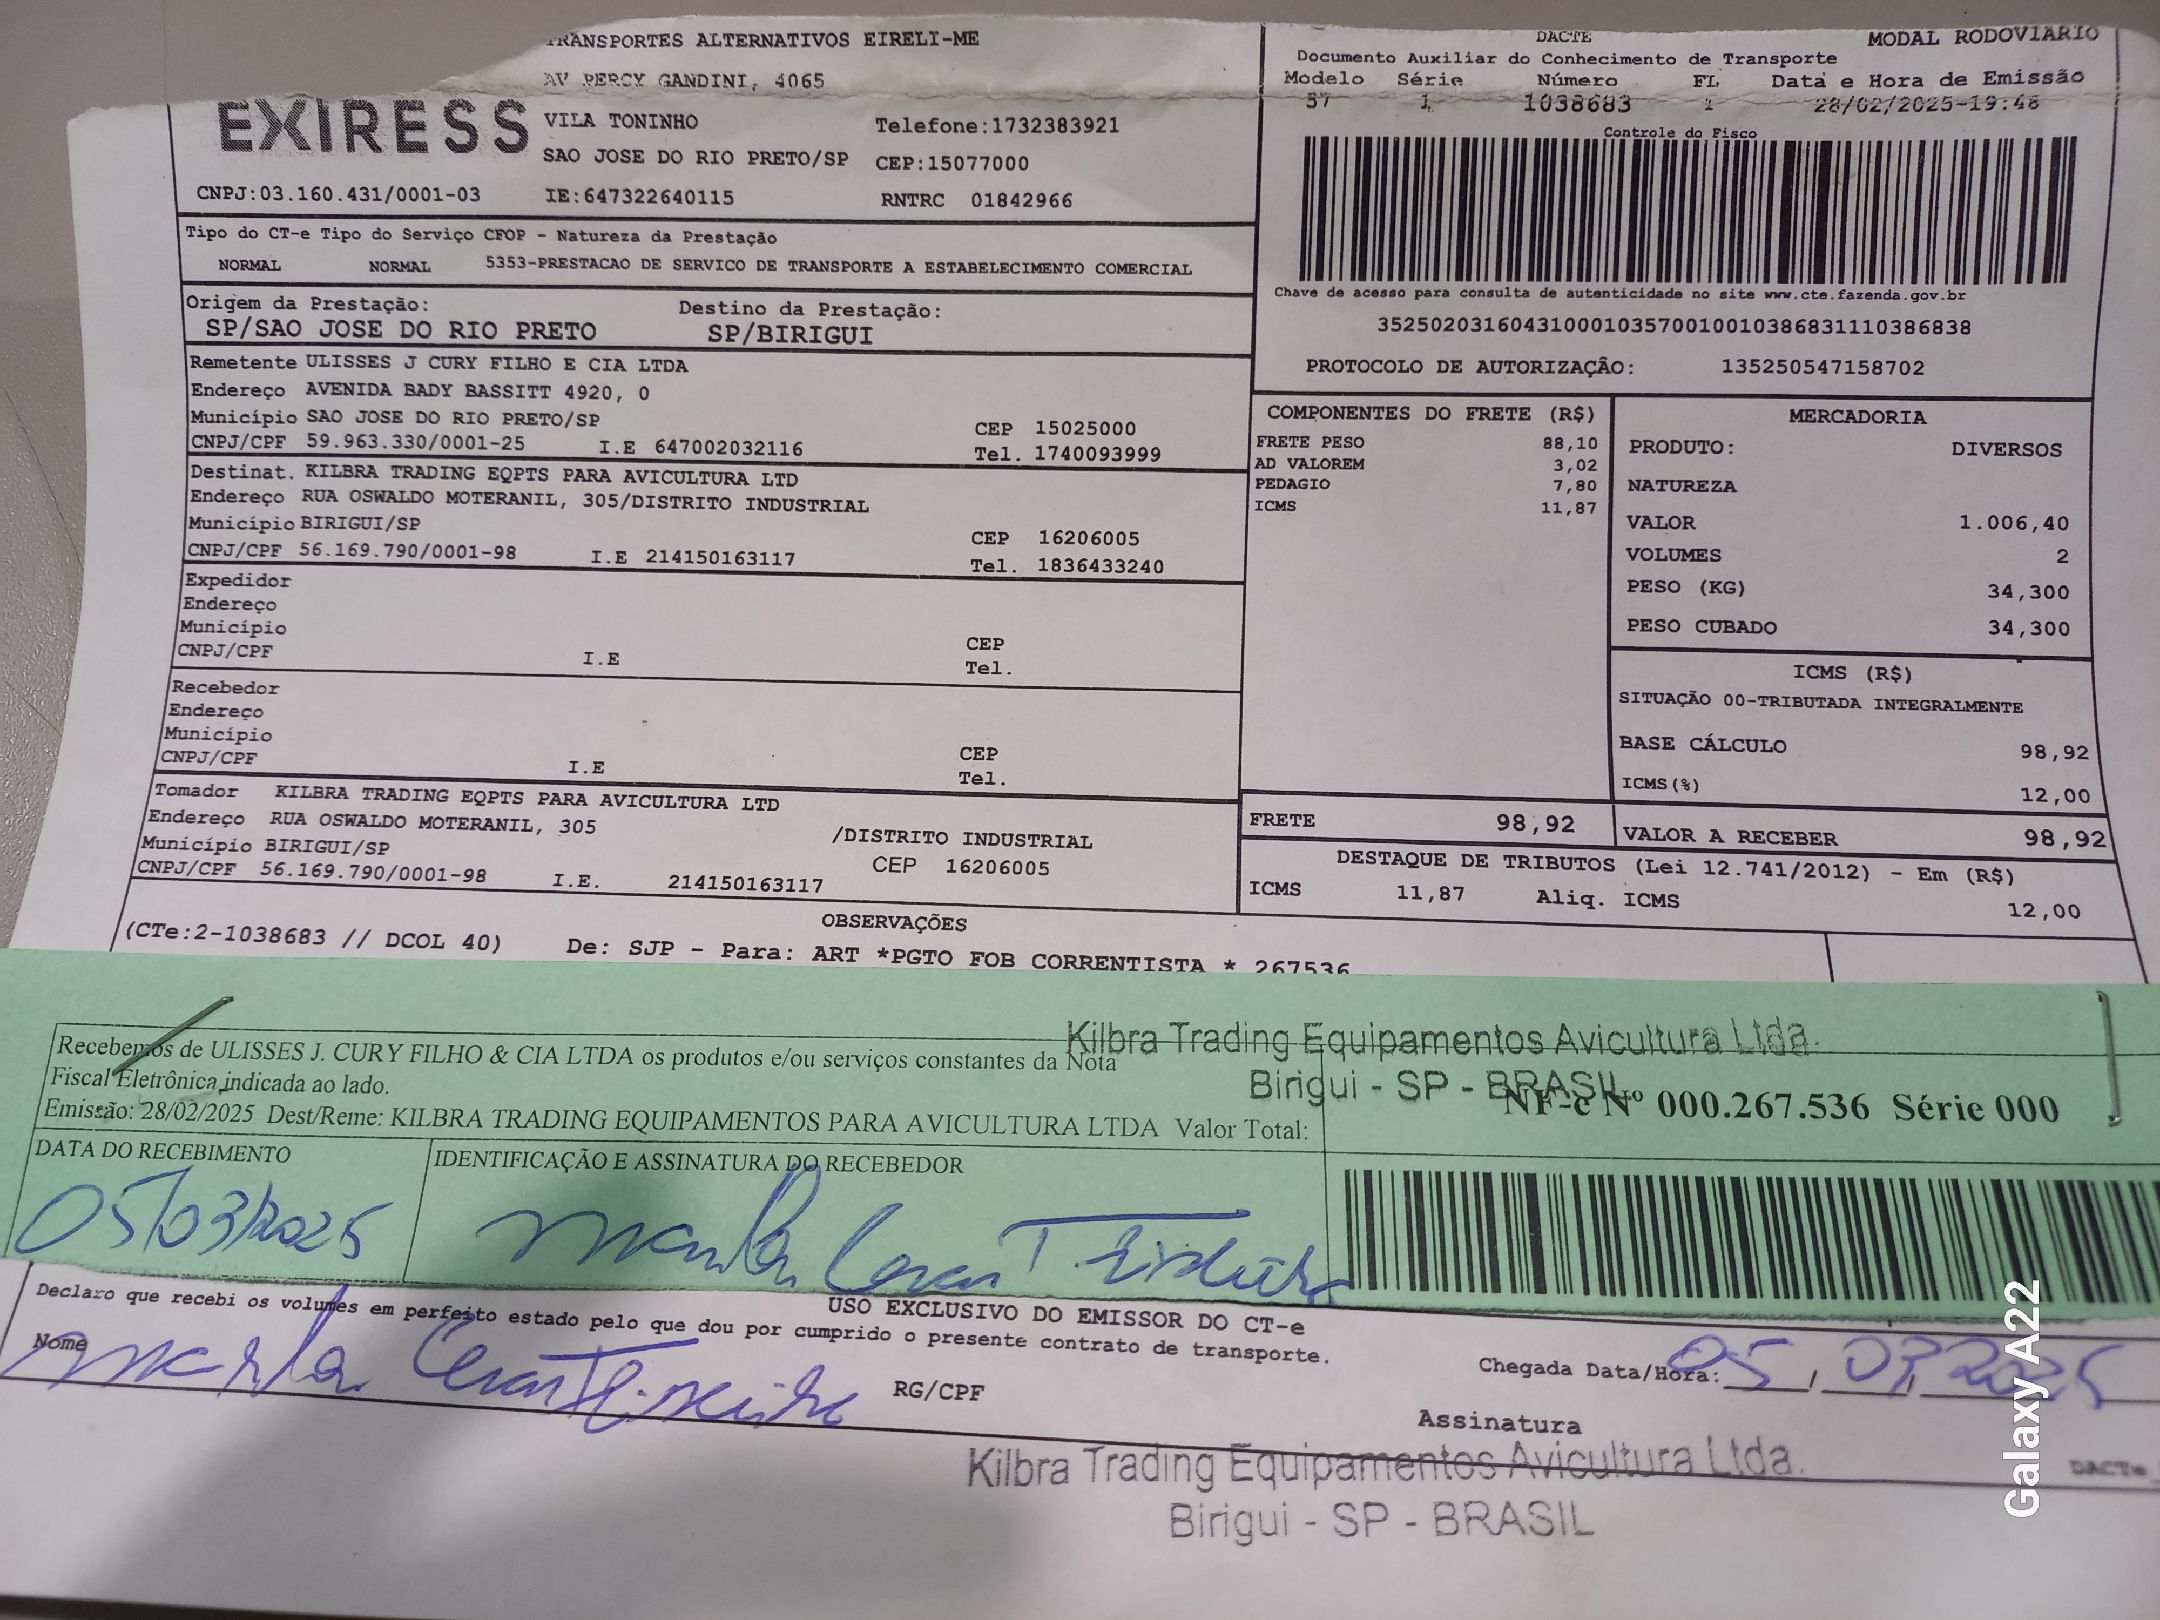 TRANSPORTES ALTERNATIVOS EIRELI-ME
AV PERCY GANDINI, 4065
EXIRESS
VILA TONINHO
Telefone:1732383921
SAO JOSE DO RIO PRETO/SP
CEP:15077000
CNPJ:03.160.431/0001-03
IE:647322640115
RNTRC 01842966
DACTE
MODAL RODOVIARIO
Documento Auxiliar do Conhecimento de Transporte
Modelo Série Número FL Data e Hora de Emissão
57 1 1038683 1 28/02/2025-19:48
Controle do Fisco
Chave de acesso para consulta de autenticidade no site www.cte.fazenda.gov.br
35250203160431000103570010010386831110386838
PROTOCOLO DE AUTORIZAÇÃO: 135250547158702
Tipo do CT-e Tipo do Serviço CFOP - Natureza da Prestação
NORMAL NORMAL 5353-PRESTACAO DE SERVICO DE TRANSPORTE A ESTABELECIMENTO COMERCIAL
Origem da Prestação: Destino da Prestação:
SP/SAO JOSE DO RIO PRETO SP/BIRIGUI
Remetente ULISSES J CURY FILHO E CIA LTDA
Endereço AVENIDA BADY BASSITT 4920, 0
Município SAO JOSE DO RIO PRETO/SP CEP 15025000
CNPJ/CPF 59.963.330/0001-25 I.E 647002032116 Tel. 1740093999
Destinat. KILBRA TRADING EQPTS PARA AVICULTURA LTD
Endereço RUA OSWALDO MOTERANIL, 305/DISTRITO INDUSTRIAL
Município BIRIGUI/SP CEP 16206005
CNPJ/CPF 56.169.790/0001-98 I.E 214150163117 Tel. 1836433240
Expedidor
Endereço
Município CEP
CNPJ/CPF I.E Tel.
Recebedor
Endereço
Município CEP
CNPJ/CPF I.E Tel.
Tomador KILBRA TRADING EQPTS PARA AVICULTURA LTD
Endereço RUA OSWALDO MOTERANIL, 305 /DISTRITO INDUSTRIAL
Município BIRIGUI/SP CEP 16206005
CNPJ/CPF 56.169.790/0001-98 I.E. 214150163117
COMPONENTES DO FRETE (R$)
FRETE PESO 88,10
AD VALOREM 3,02
PEDAGIO 7,80
ICMS 11,87
MERCADORIA
PRODUTO: DIVERSOS
NATUREZA
VALOR 1.006,40
VOLUMES 2
PESO (KG) 34,300
PESO CUBADO 34,300
ICMS (R$)
SITUAÇÃO 00-TRIBUTADA INTEGRALMENTE
BASE CÁLCULO 98,92
ICMS(%) 12,00
FRETE 98,92
VALOR A RECEBER 98,92
DESTAQUE DE TRIBUTOS (Lei 12.741/2012) - Em (R$)
ICMS 11,87 Aliq. ICMS 12,00
OBSERVAÇÕES
(CTe:2-1038683 // DCOL 40) De: SJP - Para: ART *PGTO FOB CORRENTISTA * 267536
Recebemos de ULISSES J. CURY FILHO & CIA LTDA os produtos e/ou serviços constantes da Nota
Fiscal Eletrônica indicada ao lado.
Emissão: 28/02/2025 Dest/Reme: KILBRA TRADING EQUIPAMENTOS PARA AVICULTURA LTDA Valor Total:
Kilbra Trading Equipamentos Avicultura Ltda.
Birigui - SP - BRASIL
NF-e Nº 000.267.536 Série 000
DATA DO RECEBIMENTO
IDENTIFICAÇÃO E ASSINATURA DO RECEBEDOR
05/03/2025
USO EXCLUSIVO DO EMISSOR DO CT-e
Declaro que recebi os volumes em perfeito estado pelo que dou por cumprido o presente contrato de transporte.
Nome
RG/CPF
Chegada Data/Hora: 05/03/2025
Assinatura
Kilbra Trading Equipamentos Avicultura Ltda.
Birigui - SP - BRASIL
DACTe
Galaxy A22